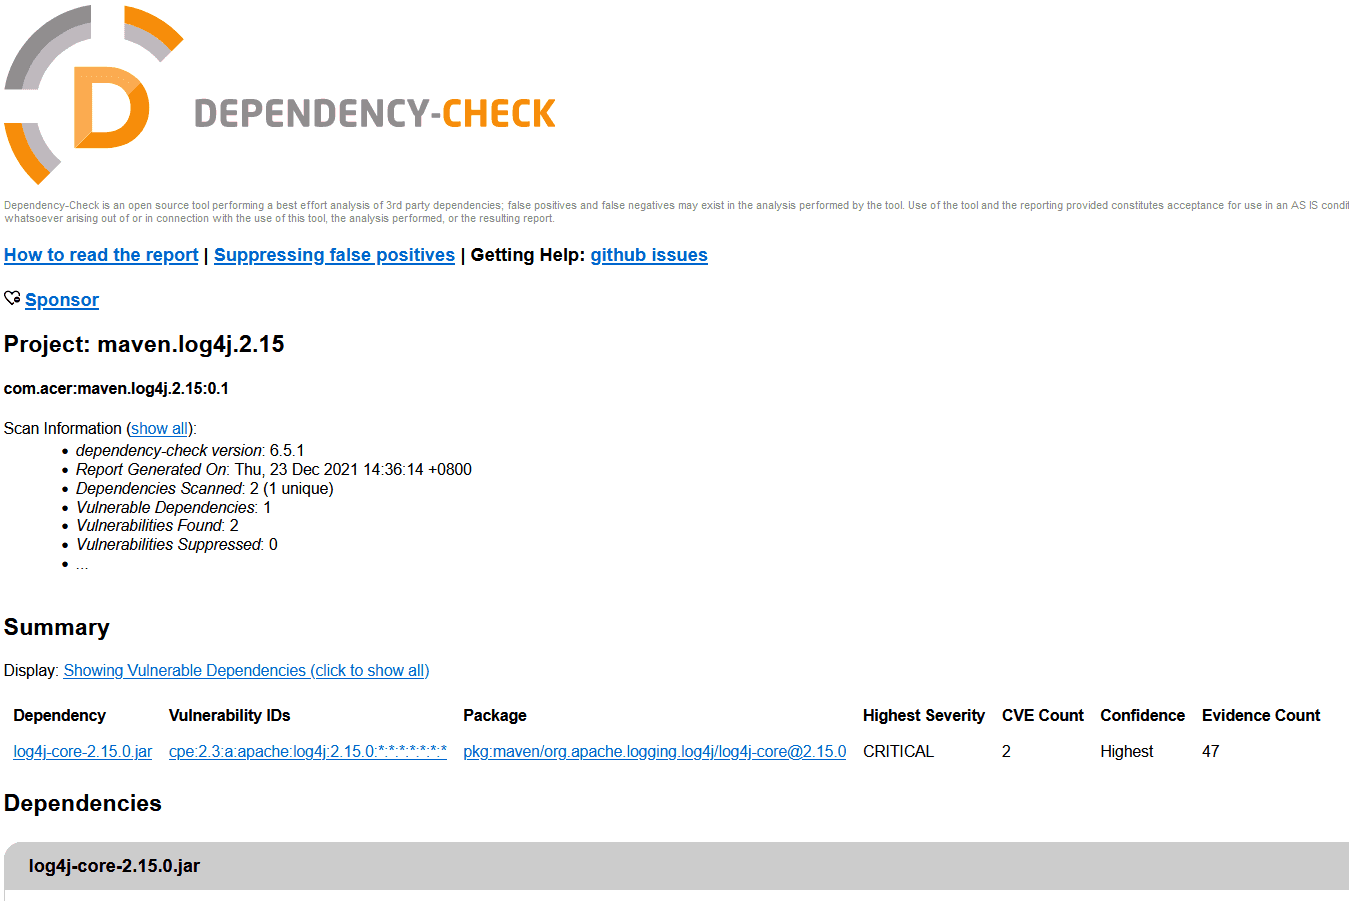 DEPENDENCY-CHECK
Dependency-Check is an open source tool performing a best effort analysis of 3rd party dependencies; false positives and false negatives may exist in the analysis performed by the tool. Use of the tool and the reporting provided constitutes acceptance for use in an AS IS condi
whatsoever arising out of or in connection with the use of this tool, the analysis performed, or the resulting report.
How to read the report | Suppressing false positives | Getting Help: github issues
Sponsor
Project: maven.log4j.2.15
com.acer:maven.log4j.2.15:0.1
Scan Information (show all):
• dependency-check version: 6.5.1
• Report Generated On: Thu, 23 Dec 2021 14:36:14 +0800
• Dependencies Scanned: 2 (1 unique)
• Vulnerable Dependencies: 1
• Vulnerabilities Found: 2
• Vulnerabilities Suppressed: 0
• ...
Summary
Display: Showing Vulnerable Dependencies (click to show all)
Dependency Vulnerability IDs Package Highest Severity CVE Count Confidence Evidence Count
log4j-core-2.15.0.jar cpe:2.3:a:apache:log4j:2.15.0:*:*:*:*:*:*:* pkg:maven/org.apache.logging.log4j/log4j-core@2.15.0 CRITICAL 2 Highest 47
Dependencies
log4j-core-2.15.0.jar